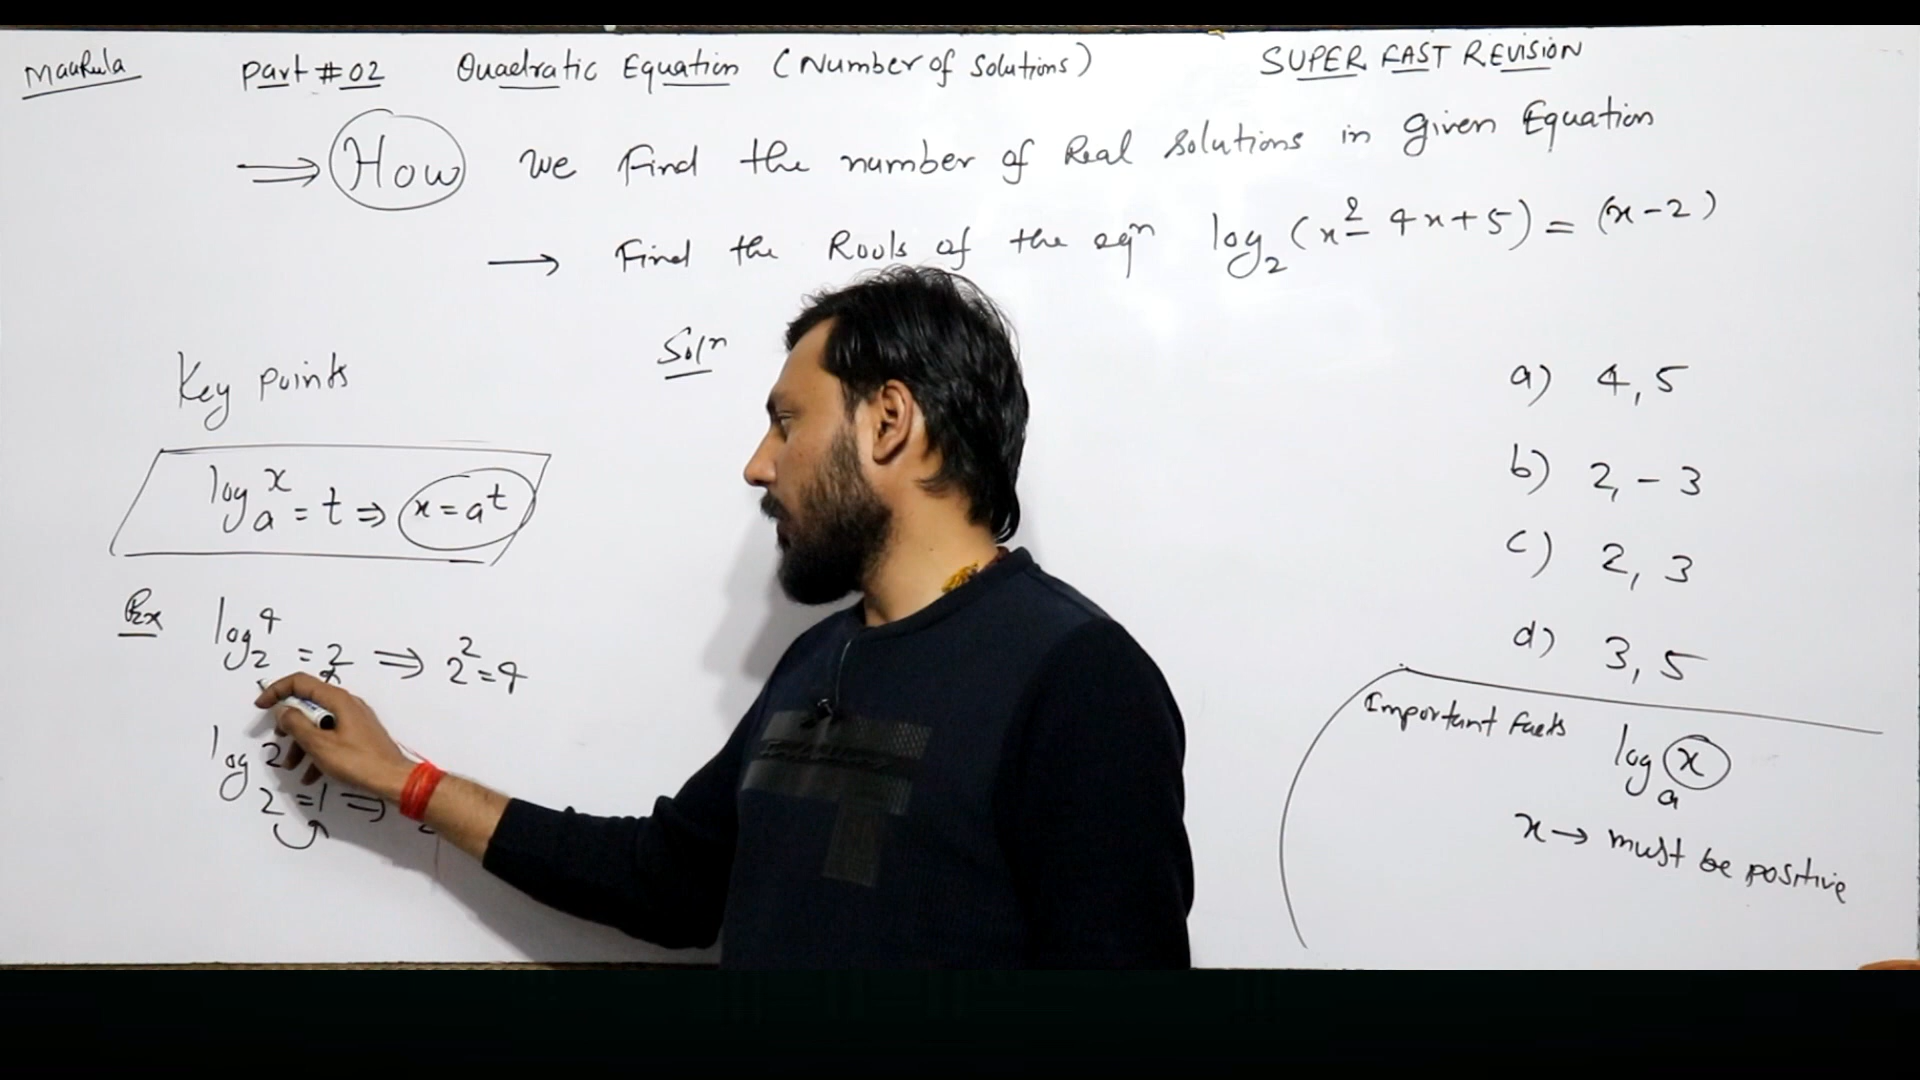 Part # 02 Quadratic Equation (Number of Solutions) SUPER FAST REVISION
⇒ How we Find the number of Real Solutions in given Equation
→ Find the Roots of the eqⁿ log₂(x² - 4x + 5) = (x - 2)
Key points
logₐx = t ⇒ x = aᵗ
Ex log₂4 = 2 ⇒ 2² = 4
log₂2 = 1 ⇒
Solⁿ
a) 4, 5
b) 2, -3
c) 2, 3
d) 3, 5
Important Facts logₐx
x → must be positive